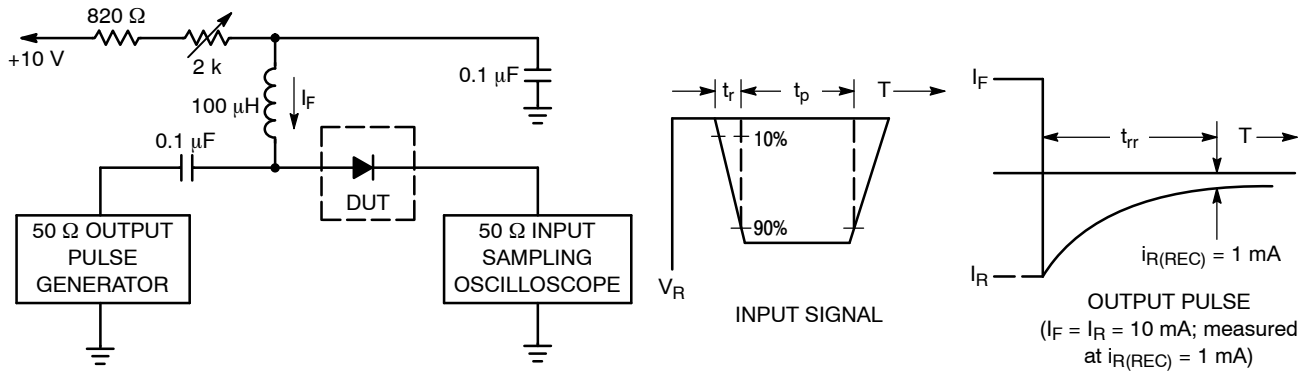 820 Ω
+10 V
2 k
100 μH
I_F
0.1 μF
0.1 μF
DUT
50 Ω OUTPUT
PULSE
GENERATOR
50 Ω INPUT
SAMPLING
OSCILLOSCOPE
t_r
t_p
T
10%
90%
V_R
INPUT SIGNAL
I_F
t_rr
T
I_R
i_R(REC) = 1 mA
OUTPUT PULSE
(I_F = I_R = 10 mA; measured
at i_R(REC) = 1 mA)